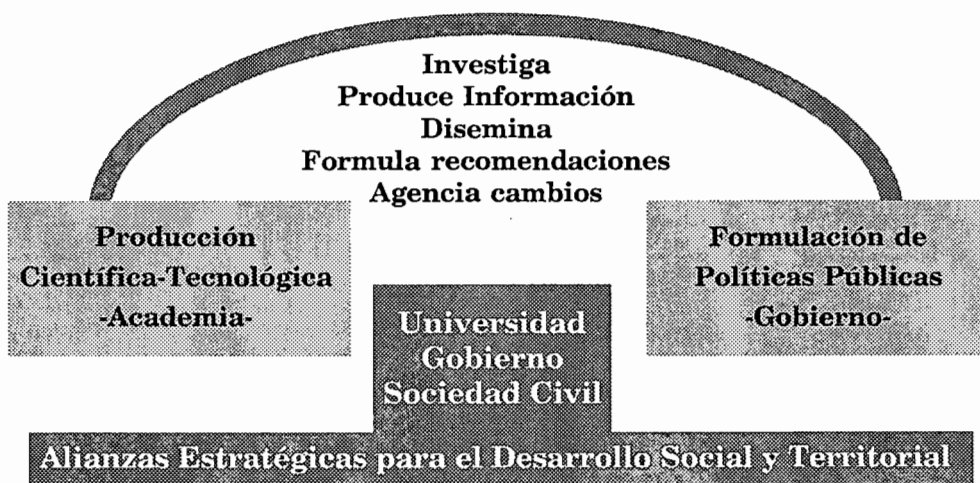 Investiga
Produce Información
Disemina
Formula recomendaciones
Agencia cambios
Producción
Científica-Tecnológica
-Academia-
Formulación de
Políticas Públicas
-Gobierno-
Universidad
Gobierno
Sociedad Civil
Alianzas Estratégicas para el Desarrollo Social y Territorial